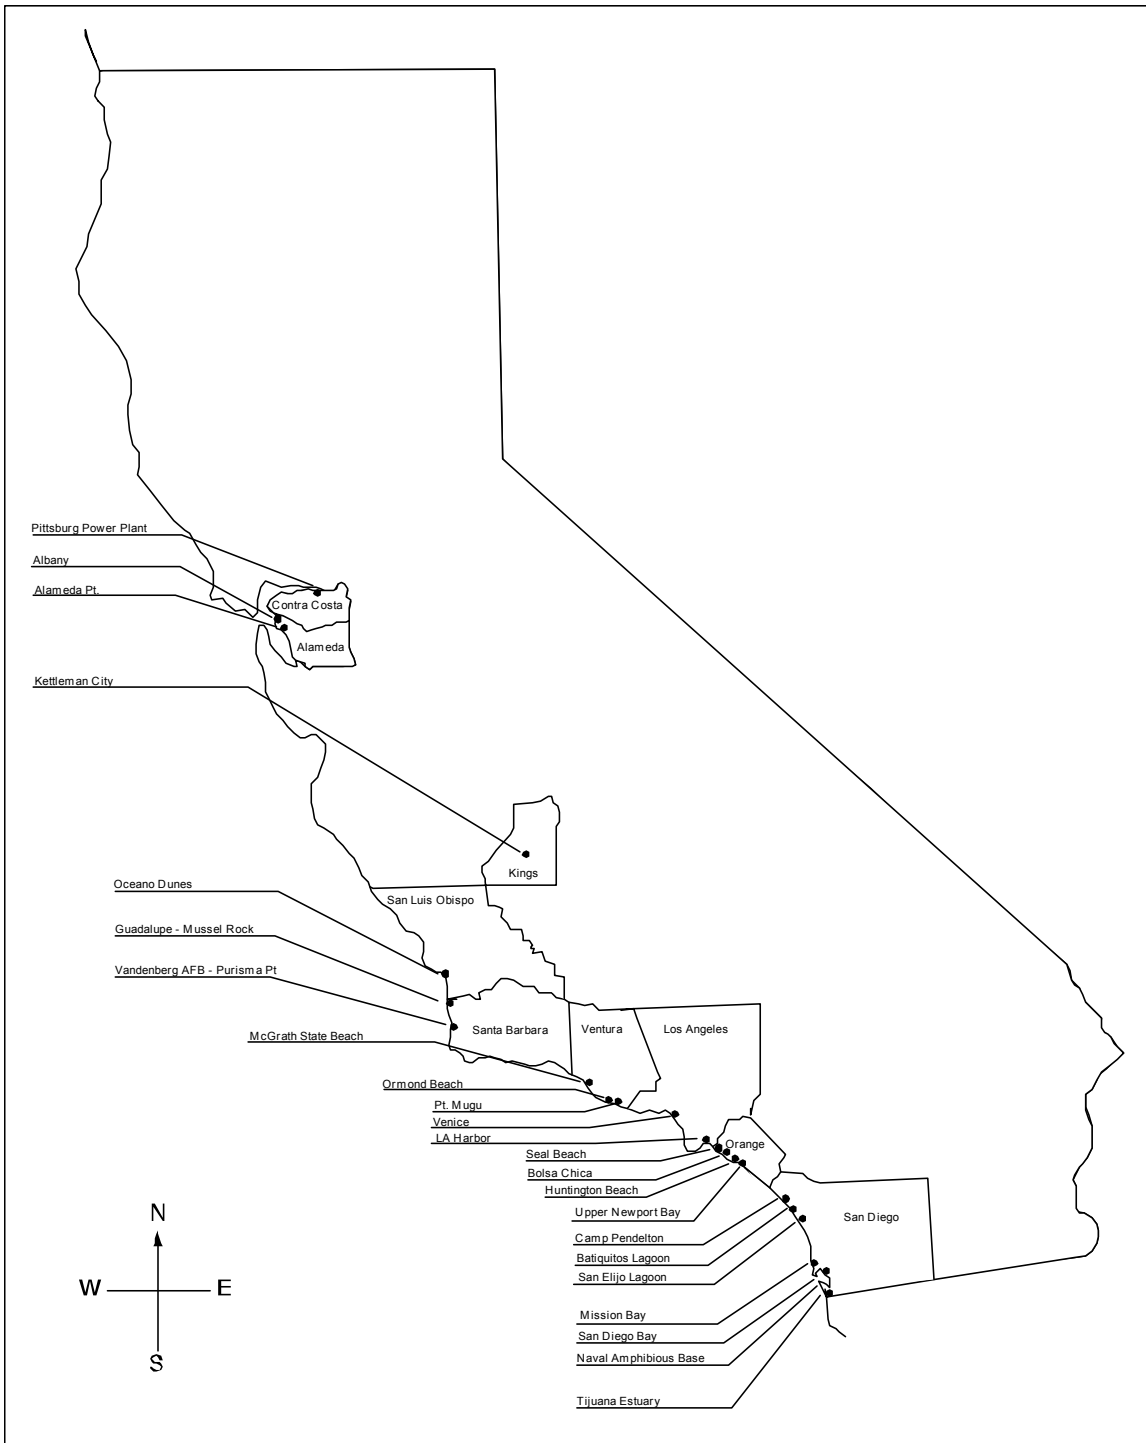 Pittsburg Power Plant
Albany
Contra Costa
Alameda Pt.
Alameda
Kettleman City
Kings
Oceano Dunes
San Luis Obispo
Guadalupe - Mussel Rock
Vandenberg AFB - Purisma Pt
Santa Barbara
Ventura
Los Angeles
McGrath State Beach
Ormond Beach
Pt. Mugu
Venice
LA Harbor
Orange
Seal Beach
Bolsa Chica
Huntington Beach
Upper Newport Bay
San Diego
Camp Pendelton
Batiquitos Lagoon
San Elijo Lagoon
Mission Bay
San Diego Bay
Naval Amphibious Base
Tijuana Estuary
N
W
E
S